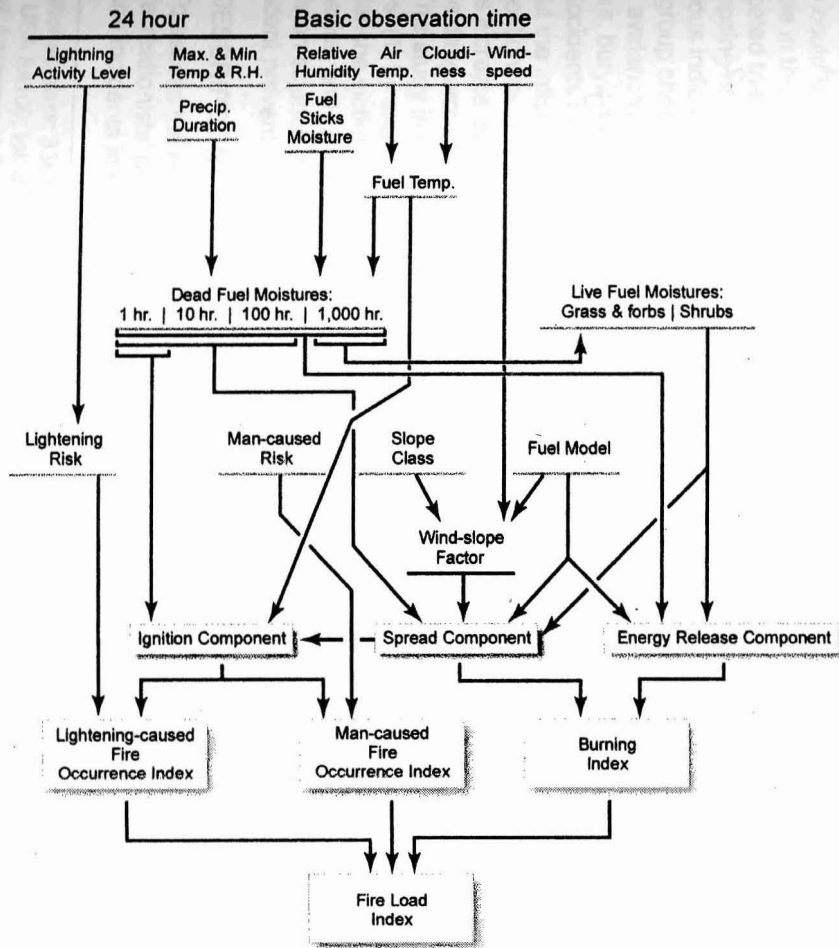 24 hour
Basic observation time
Lightning
Activity Level
Max. & Min
Temp & R.H.
Precip.
Duration
Relative
Humidity
Fuel
Sticks
Moisture
Air
Temp.
Cloudi-
ness
Wind-
speed
Fuel Temp.
Dead Fuel Moistures:
1 hr. | 10 hr. | 100 hr. | 1,000 hr.
Live Fuel Moistures:
Grass & forbs | Shrubs
Lightening
Risk
Man-caused
Risk
Slope
Class
Fuel Model
Wind-slope
Factor
Ignition Component
Spread Component
Energy Release Component
Lightening-caused
Fire
Occurrence Index
Man-caused
Fire
Occurrence Index
Burning
Index
Fire Load
Index